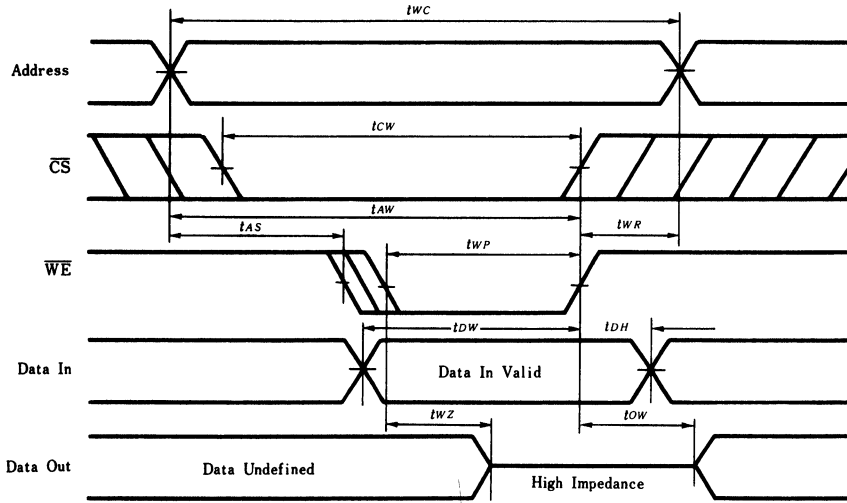 tWC
Address
tCW
CS
tAW
tAS
tWR
tWP
WE
tDW
tDH
Data In
Data In Valid
tWZ
tOW
Data Out
Data Undefined
High Impedance